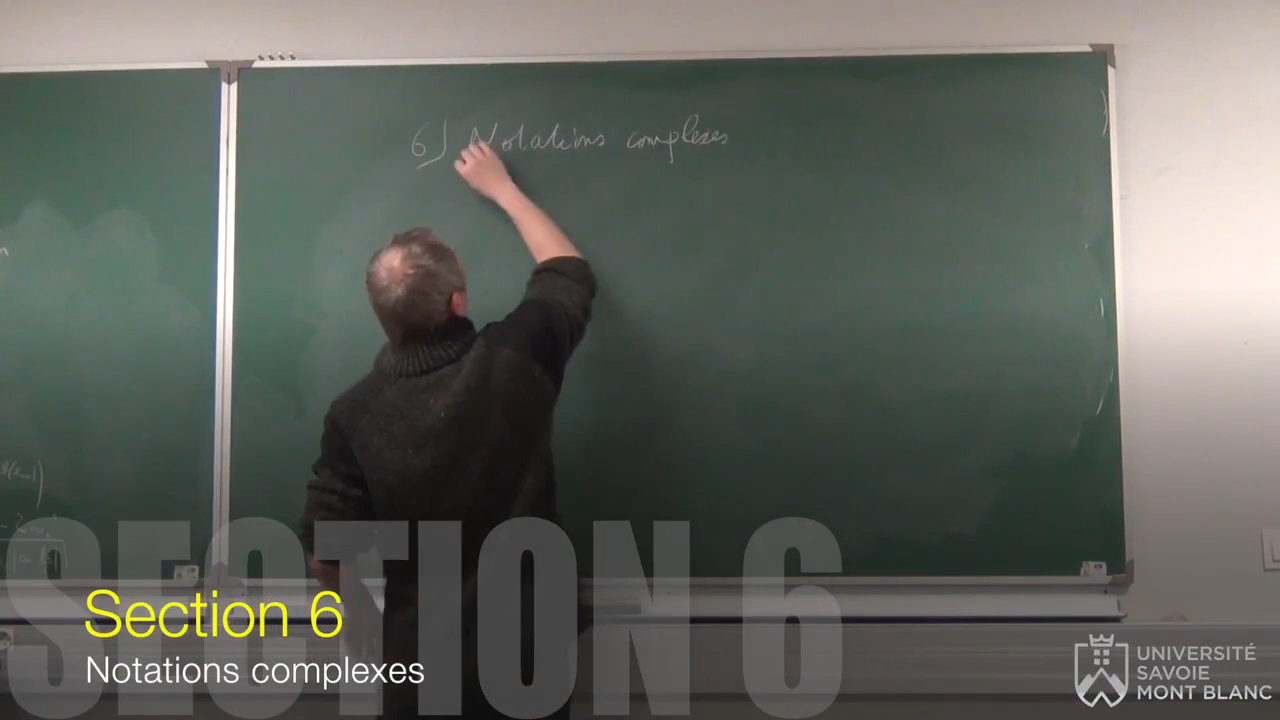 6) Notations complexes
SECTION 6
Section 6
Notations complexes
UNIVERSITÉ
SAVOIE
MONT BLANC